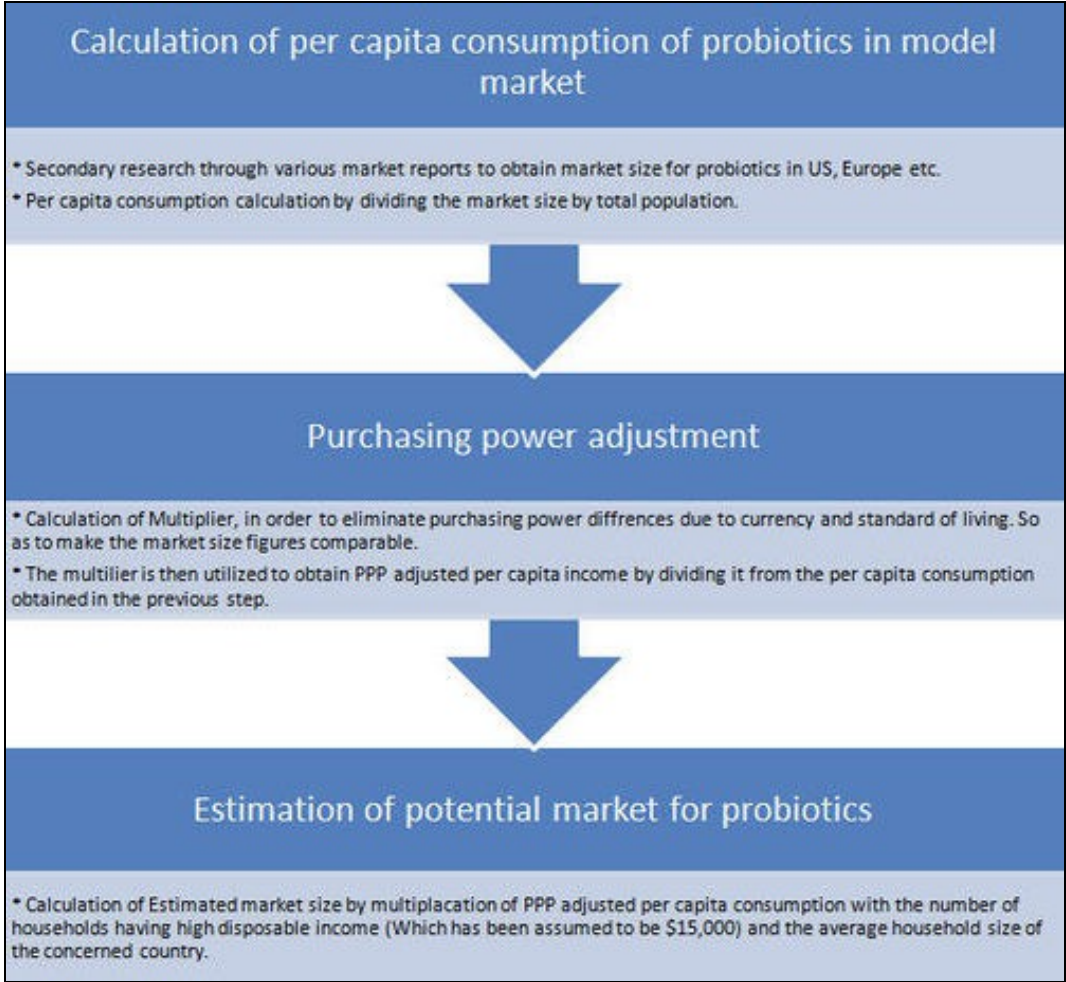 Calculation of per capita consumption of probiotics in model
market
* Secondary research through various market reports to obtain market size for probiotics in US, Europe etc.
* Per capita consumption calculation by dividing the market size by total population.
Purchasing power adjustment
* Calculation of Multiplier, in order to eliminate purchasing power diffrences due to currency and standard of living. So
as to make the market size figures comparable.
* The multilier is then utilized to obtain PPP adjusted per capita income by dividing it from the per capita consumption
obtained in the previous step.
Estimation of potential market for probiotics
* Calculation of Estimated market size by multiplacation of PPP adjusted per capita consumption with the number of
households having high disposable income (Which has been assumed to be $15,000) and the average household size of
the concerned country.